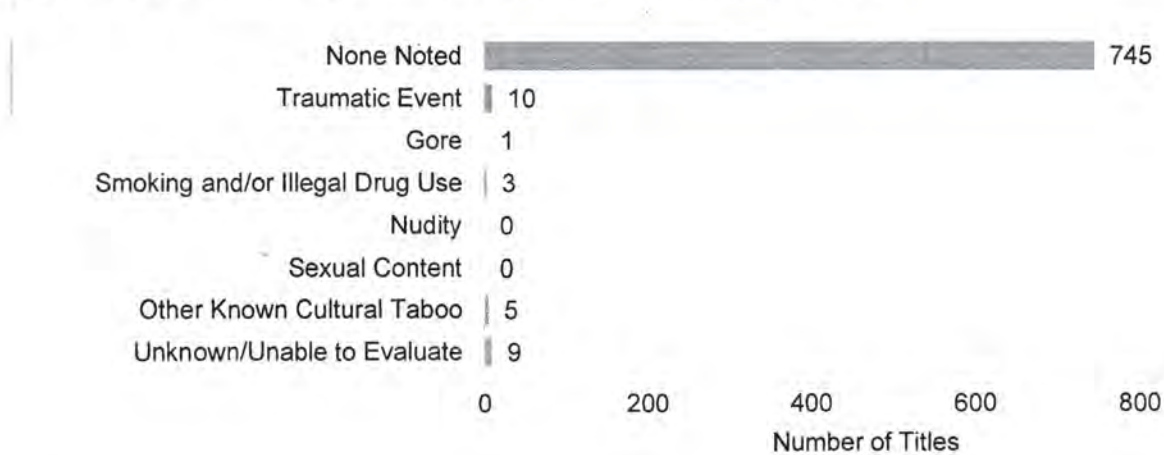 None Noted 745
Traumatic Event 10
Gore 1
Smoking and/or Illegal Drug Use 3
Nudity 0
Sexual Content 0
Other Known Cultural Taboo 5
Unknown/Unable to Evaluate 9
0 200 400 600 800
Number of Titles